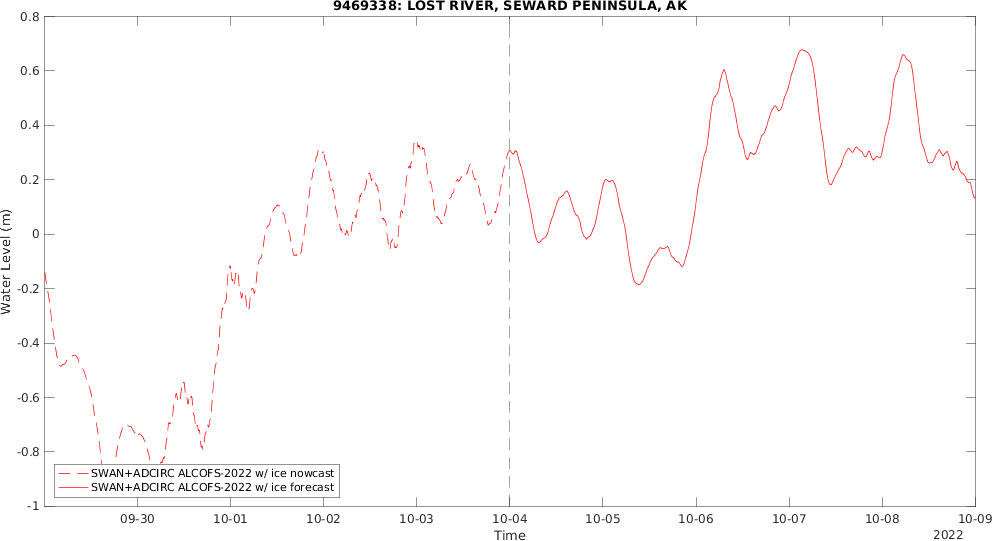 9469338: LOST RIVER, SEWARD PENINSULA, AK
0.8
0.6
0.4
0.2
0
-0.2
-0.4
-0.6
-0.8
-1
Water Level (m)
SWAN+ADCIRC ALCOFS-2022 w/ ice nowcast
SWAN+ADCIRC ALCOFS-2022 w/ ice forecast
09-30 10-01 10-02 10-03 10-04 10-05 10-06 10-07 10-08 10-09
Time
2022